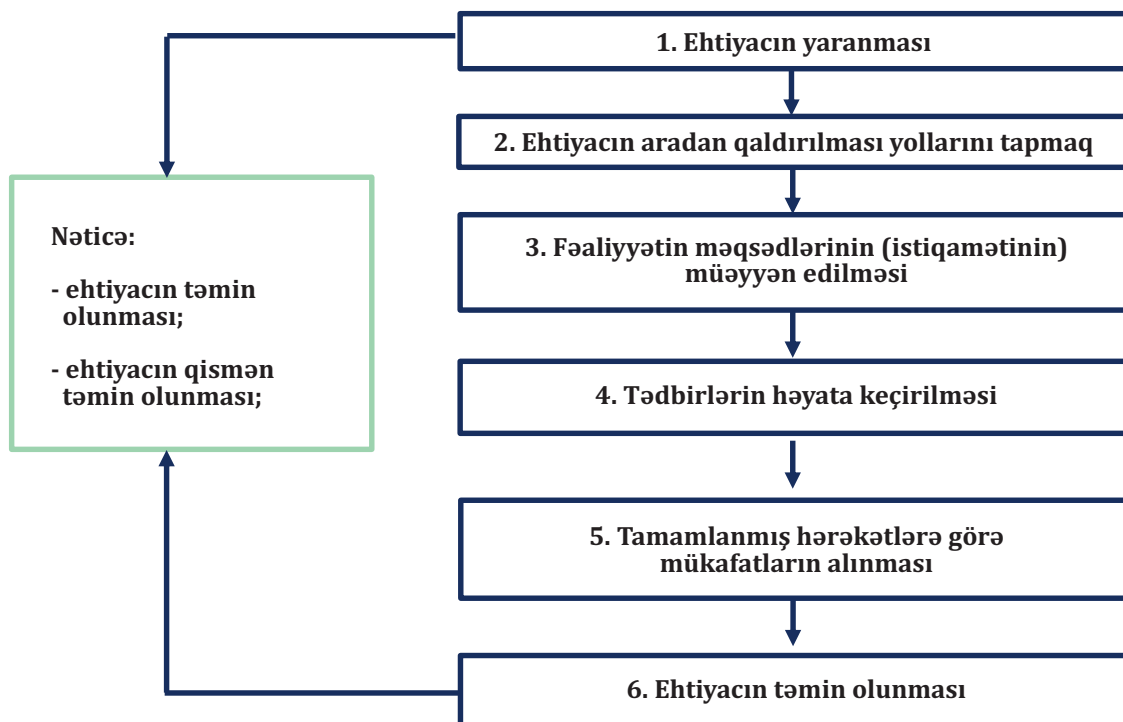 1. Ehtiyacın yaranması
2. Ehtiyacın aradan qaldırılması yollarını tapmaq
3. Fəaliyyətin məqsədlərinin (istiqamətinin)
müəyyən edilməsi
4. Tədbirlərin həyata keçirilməsi
5. Tamamlanmış hərəkətlərə görə
mükafatların alınması
6. Ehtiyacın təmin olunması
Nəticə:
- ehtiyacın təmin
olunması;
- ehtiyacın qismən
təmin olunması;